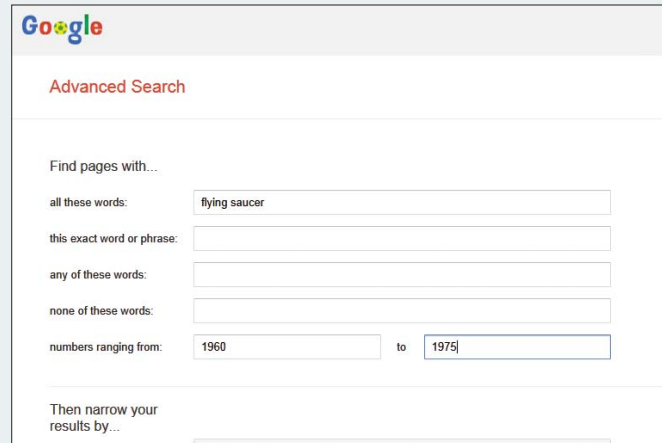 Google
Advanced Search
Find pages with...
all these words: flying saucer
this exact word or phrase:
any of these words:
none of these words:
numbers ranging from: 1960 to 1975
Then narrow your
results by...